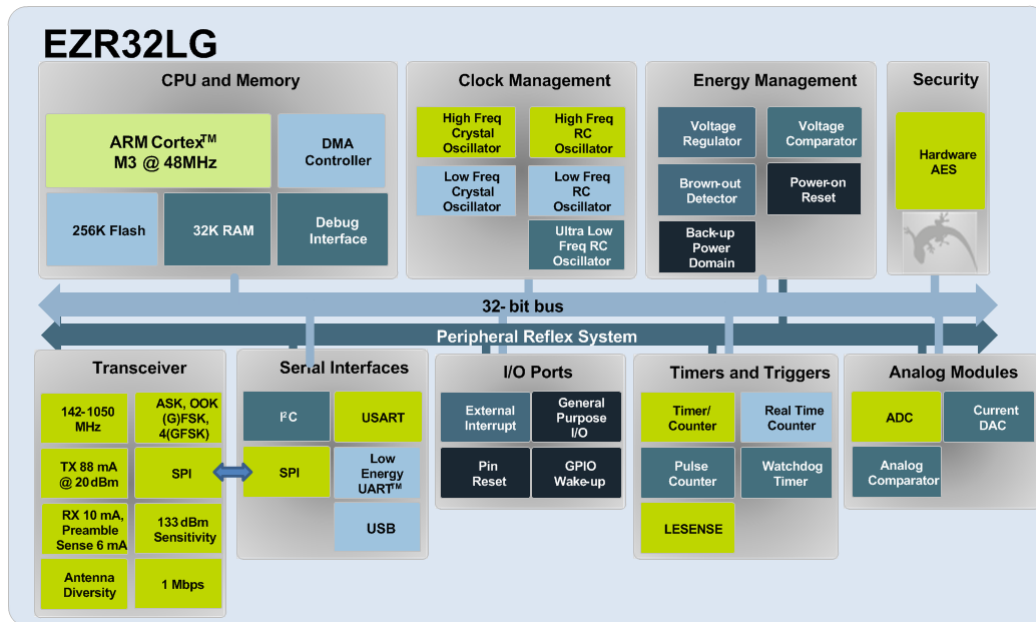 EZR32LG
CPU and Memory
ARM Cortex™
M3 @ 48MHz
DMA
Controller
256K Flash
32K RAM
Debug
Interface
Clock Management
High Freq
Crystal
Oscillator
High Freq
RC
Oscillator
Low Freq
Crystal
Oscillator
Low Freq
RC
Oscillator
Ultra Low
Freq RC
Oscillator
Energy Management
Voltage
Regulator
Voltage
Comparator
Brown-out
Detector
Power-on
Reset
Back-up
Power
Domain
Security
Hardware
AES
32- bit bus
Peripheral Reflex System
Transceiver
142-1050
MHz
ASK, OOK
(G)FSK,
4(GFSK)
TX 88 mA
@ 20 dBm
SPI
RX 10 mA,
Preamble
Sense 6 mA
133 dBm
Sensitivity
Antenna
Diversity
1 Mbps
Serial Interfaces
I²C
USART
SPI
Low
Energy
UART™
USB
I/O Ports
External
Interrupt
General
Purpose
I/O
Pin
Reset
GPIO
Wake-up
Timers and Triggers
Timer/
Counter
Real Time
Counter
Pulse
Counter
Watchdog
Timer
LESENSE
Analog Modules
ADC
Current
DAC
Analog
Comparator